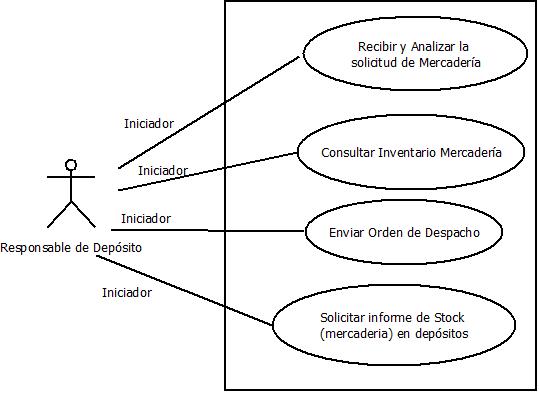 Recibir y Analizar la
solicitud de Mercadería
Iniciador
Consultar Inventario Mercadería
Iniciador
Iniciador
Enviar Orden de Despacho
Responsable de Depósito
Iniciador
Solicitar informe de Stock
(mercaderia) en depósitos